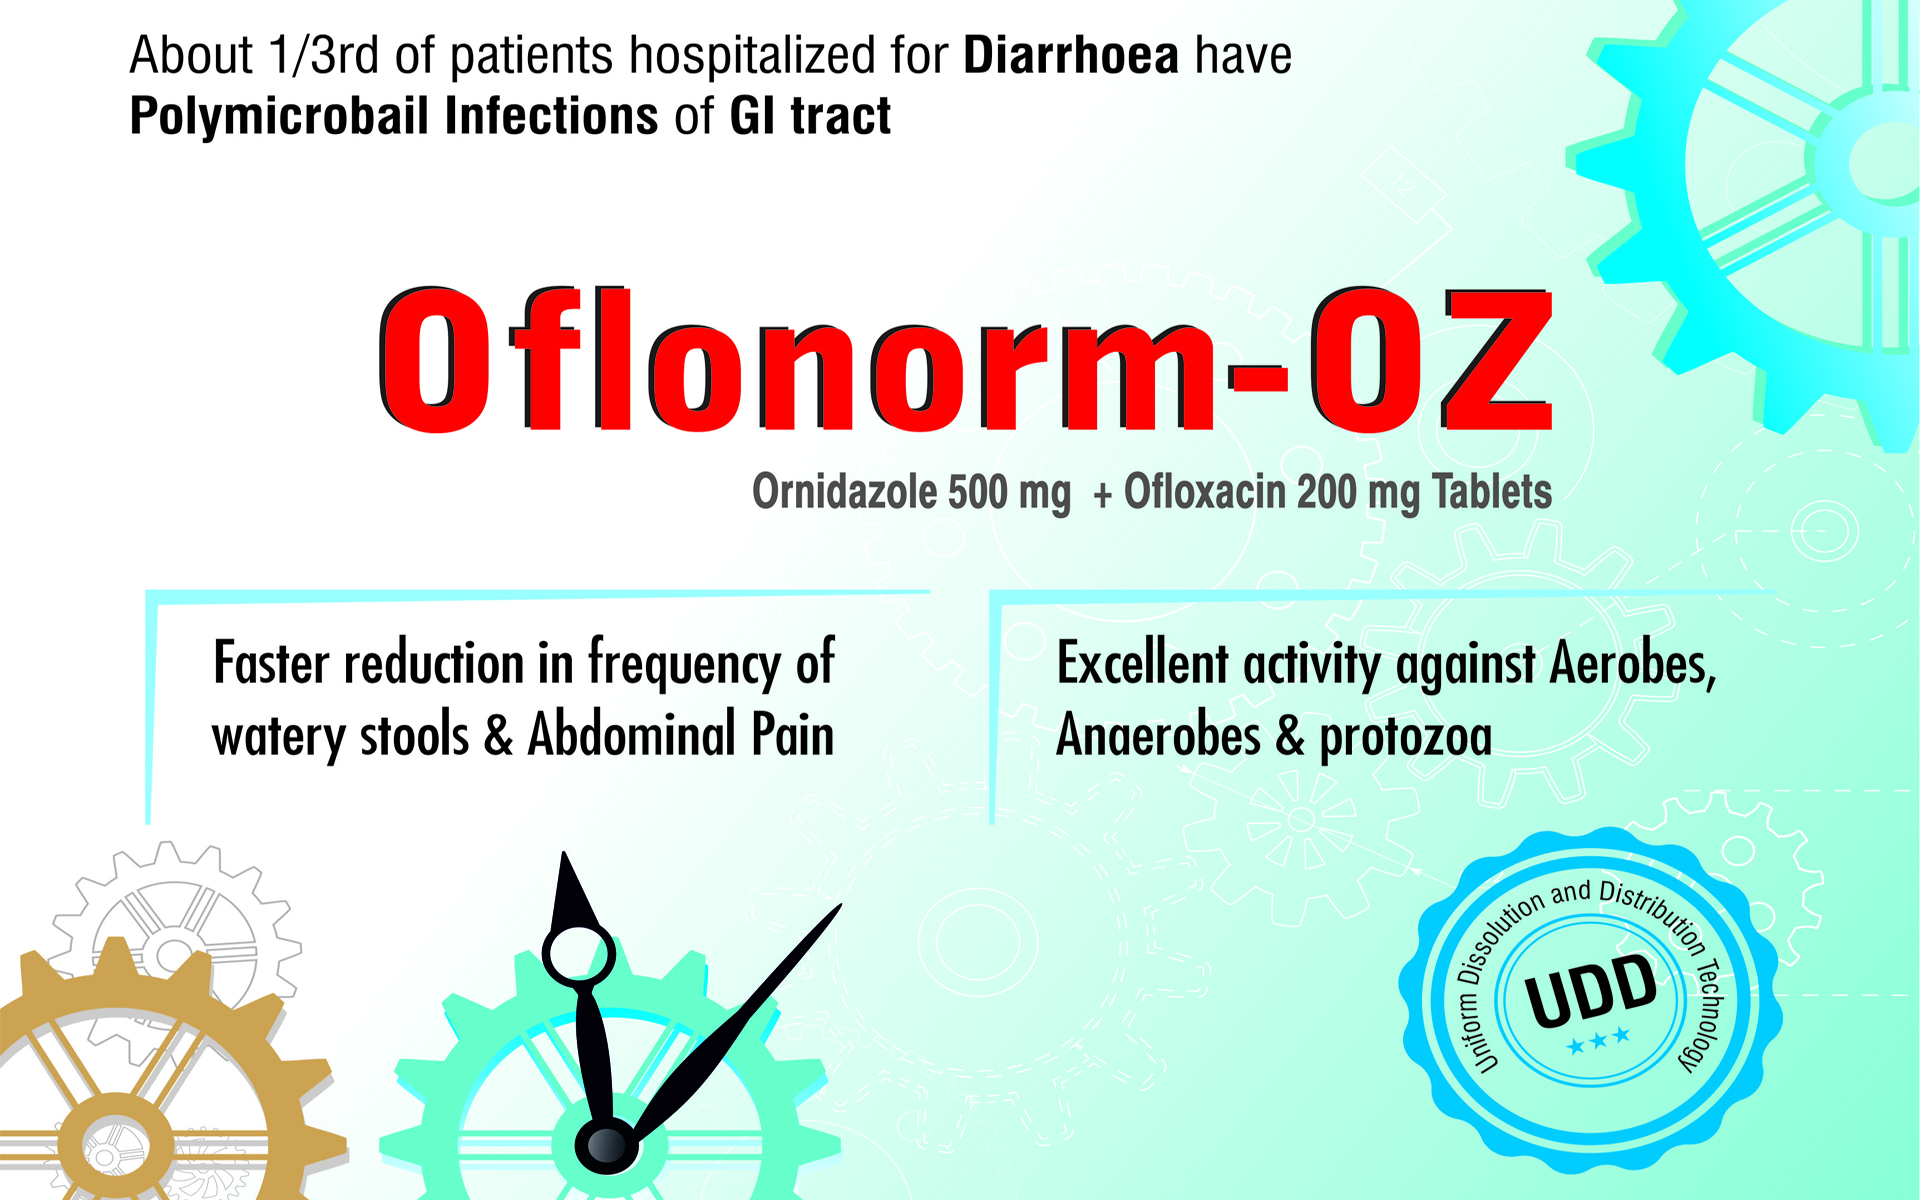 About 1/3rd of patients hospitalized for Diarrhoea have
Polymicrobail Infections of GI tract
Oflonorm-OZ
Ornidazole 500 mg + Ofloxacin 200 mg Tablets
Faster reduction in frequency of
watery stools & Abdominal Pain
Excellent activity against Aerobes,
Anaerobes & protozoa
Uniform Dissolution and Distribution Technology
UDD
12